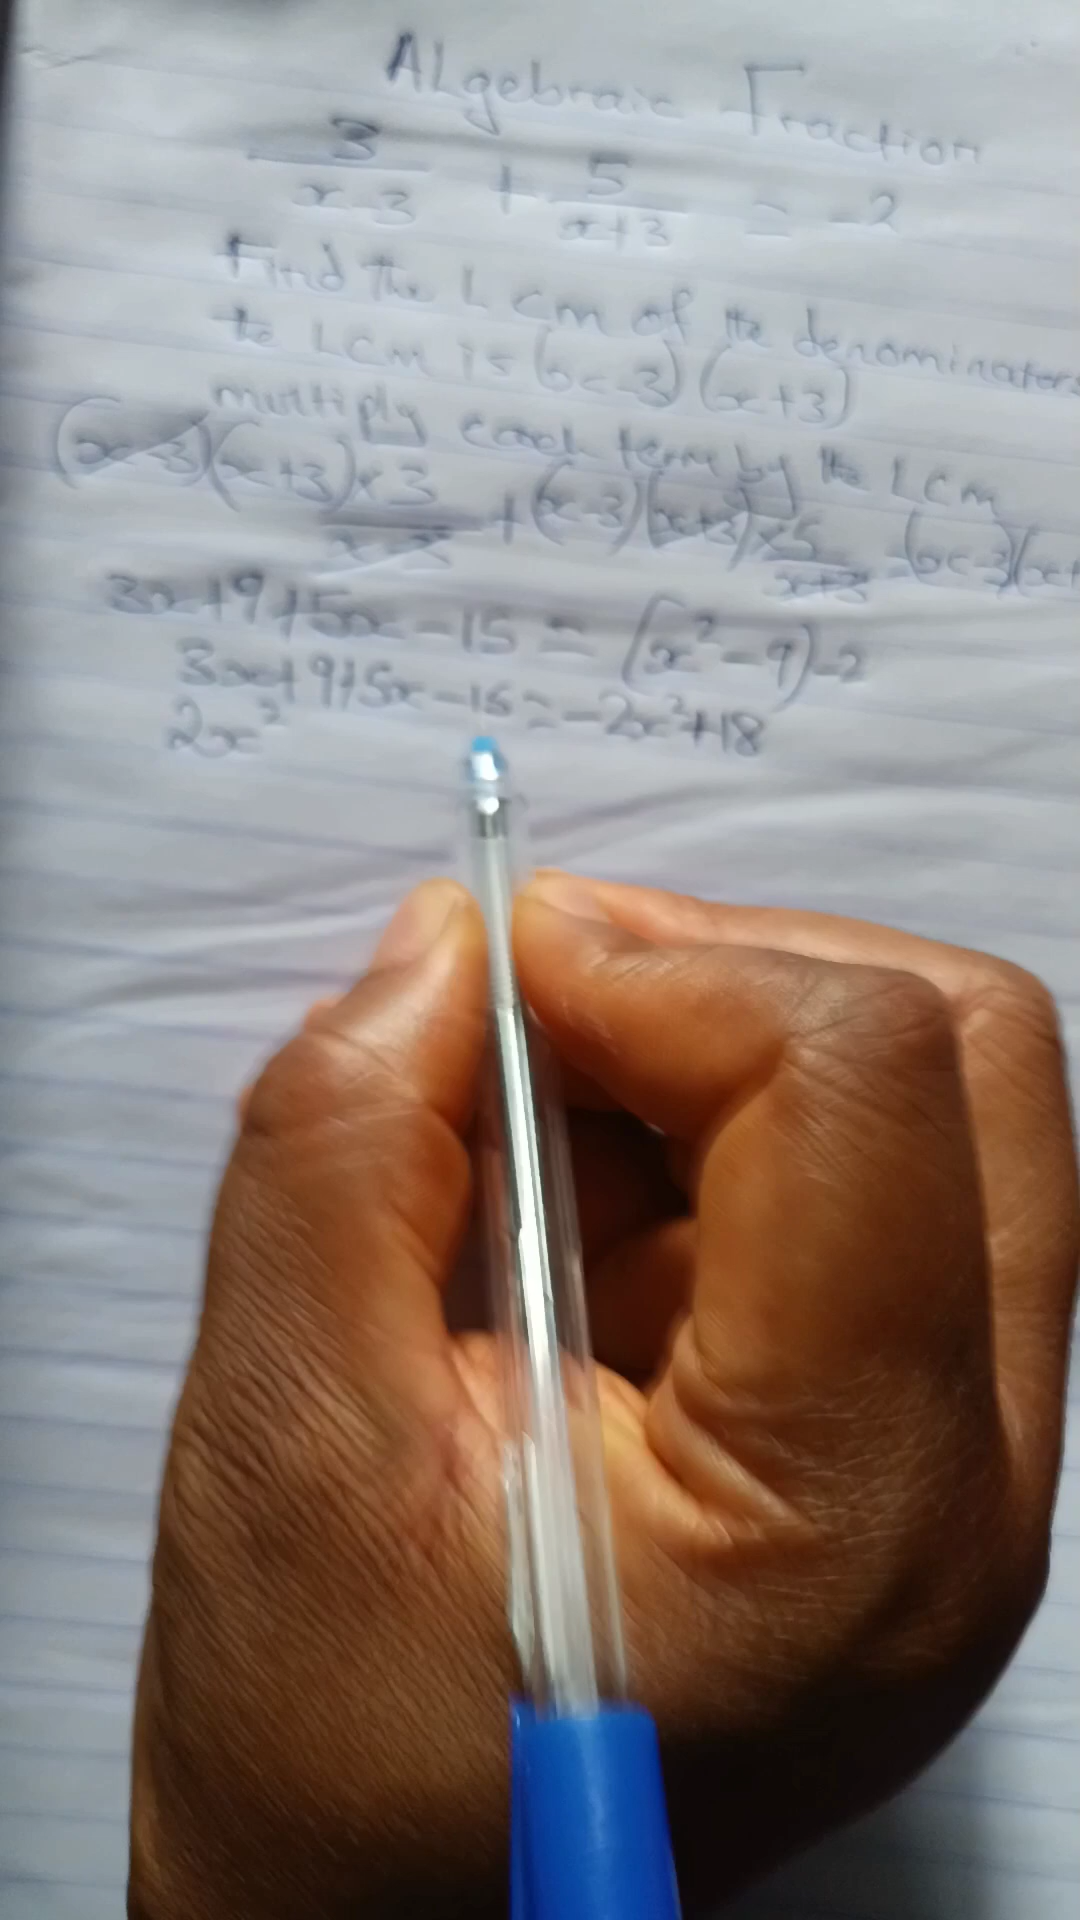 ALgebraic Fraction
3/(x-3) + 5/(x+3) = -2
Find the LCm of the denominators
the LCM is (x-3)(x+3)
multiply each term by the LCm
(x-3)(x+3)×3/(x-3) + (x-3)(x+3)×5/(x+3) = (x-3)(x+
3x+9+5x-15 = (x²-9)-2
3x+9+5x-15=-2x²+18
2x²